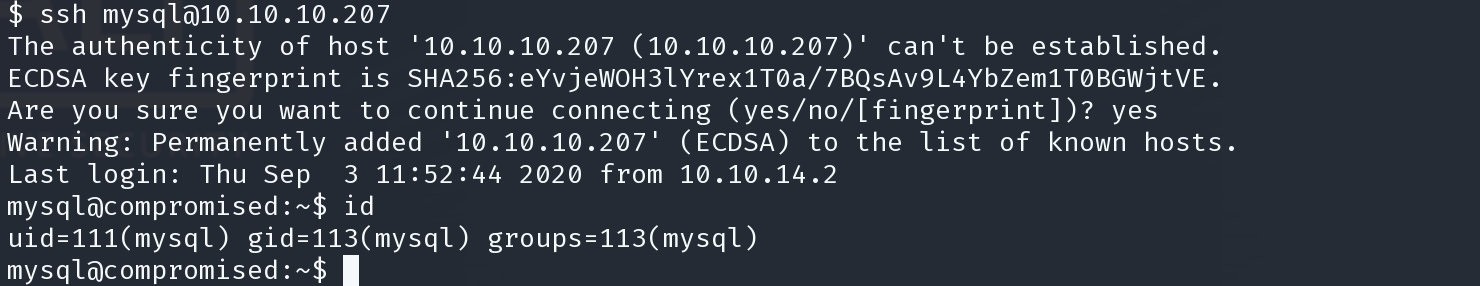 $ ssh mysql@10.10.10.207
The authenticity of host '10.10.10.207 (10.10.10.207)' can't be established.
ECDSA key fingerprint is SHA256:eYvjeWOH3lYrex1T0a/7BQsAv9L4YbZem1T0BGWjtVE.
Are you sure you want to continue connecting (yes/no/[fingerprint])? yes
Warning: Permanently added '10.10.10.207' (ECDSA) to the list of known hosts.
Last login: Thu Sep  3 11:52:44 2020 from 10.10.14.2
mysql@compromised:~$ id
uid=111(mysql) gid=113(mysql) groups=113(mysql)
mysql@compromised:~$